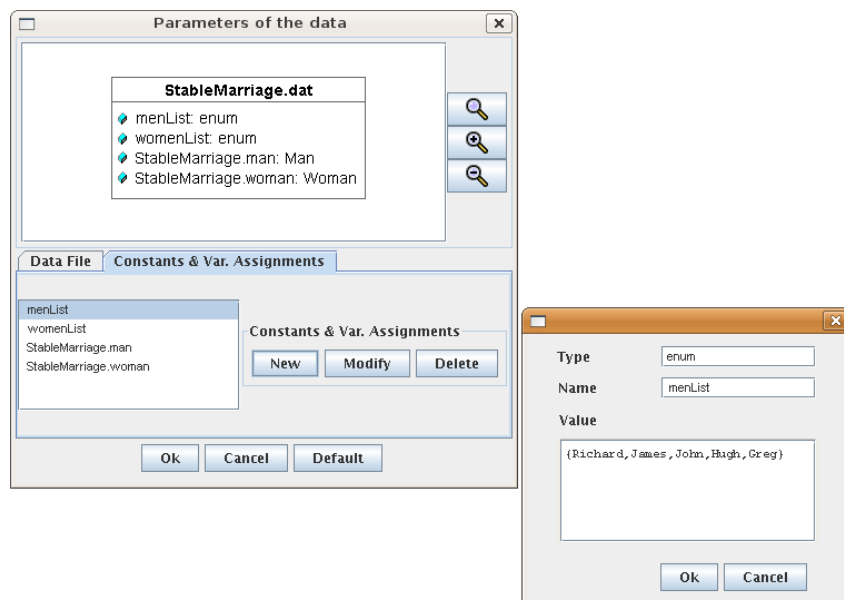 Parameters of the data
StableMarriage.dat
menList: enum
womenList: enum
StableMarriage.man: Man
StableMarriage.woman: Woman
Data File
Constants & Var. Assignments
menList
womenList
StableMarriage.man
StableMarriage.woman
Constants & Var. Assignments
New
Modify
Delete
Ok
Cancel
Default
Type
enum
Name
menList
Value
{Richard,James,John,Hugh,Greg}
Ok
Cancel